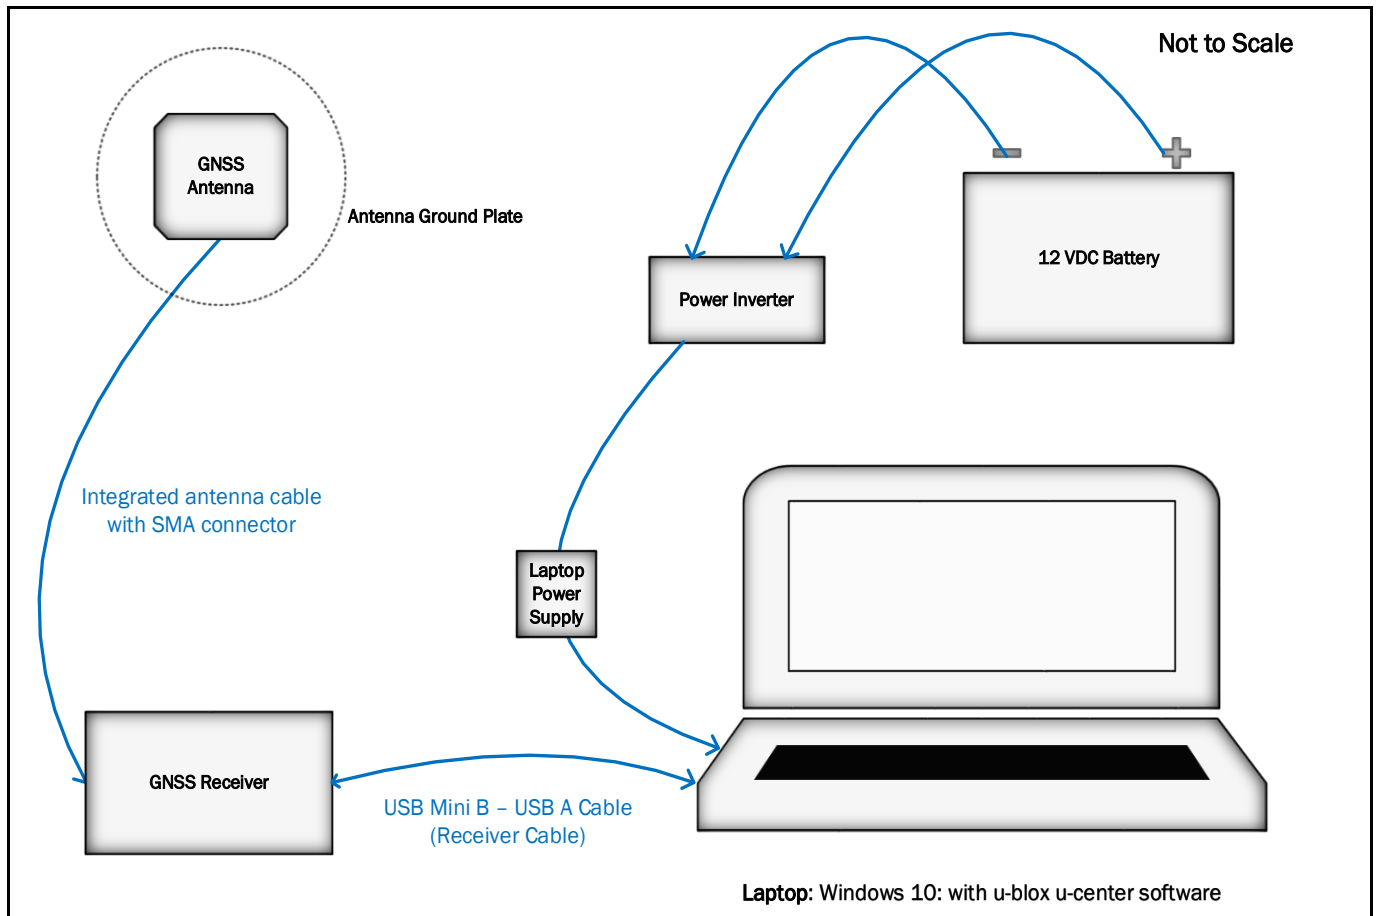 Not to Scale
GNSS
Antenna
Antenna Ground Plate
12 VDC Battery
Power Inverter
Integrated antenna cable
with SMA connector
Laptop
Power
Supply
GNSS Receiver
USB Mini B – USB A Cable
(Receiver Cable)
Laptop: Windows 10: with u-blox u-center software